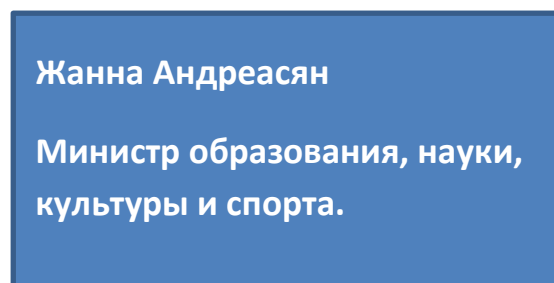 Жанна Андреасян
Министр образования, науки,
культуры и спорта.